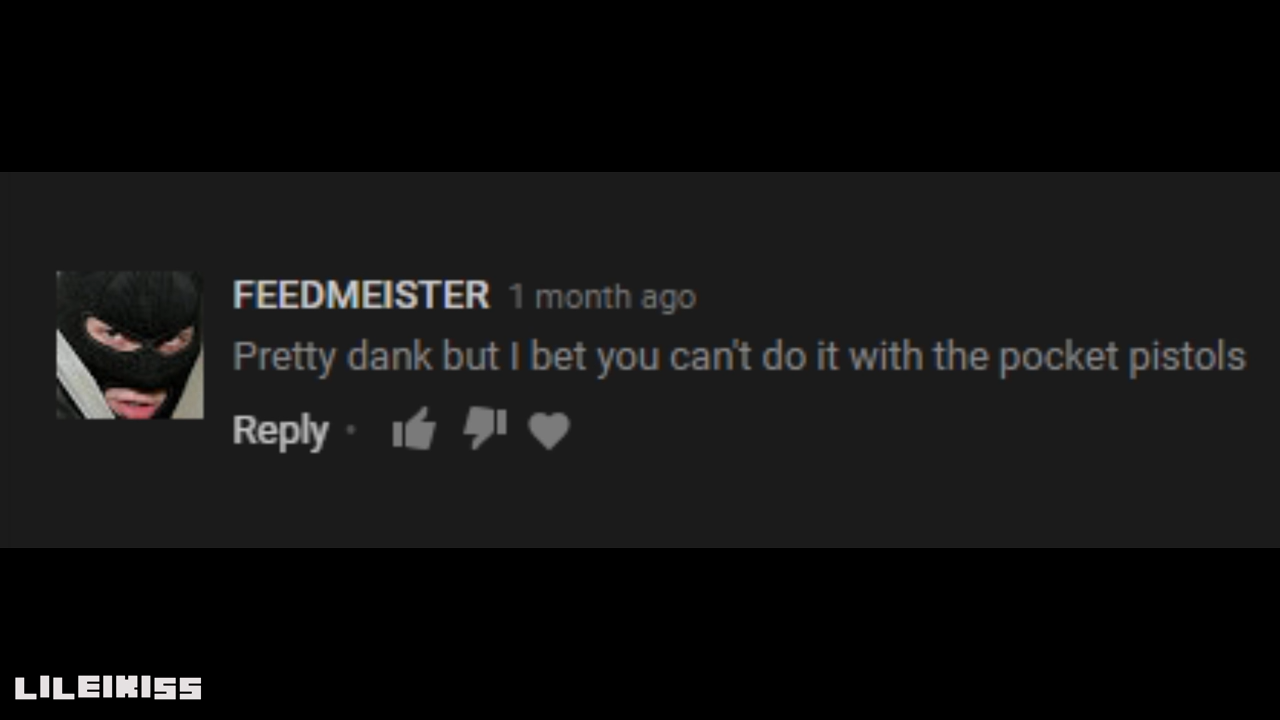 FEEDMEISTER 1 month ago
Pretty dank but I bet you can't do it with the pocket pistols
Reply •
LILEIKISS